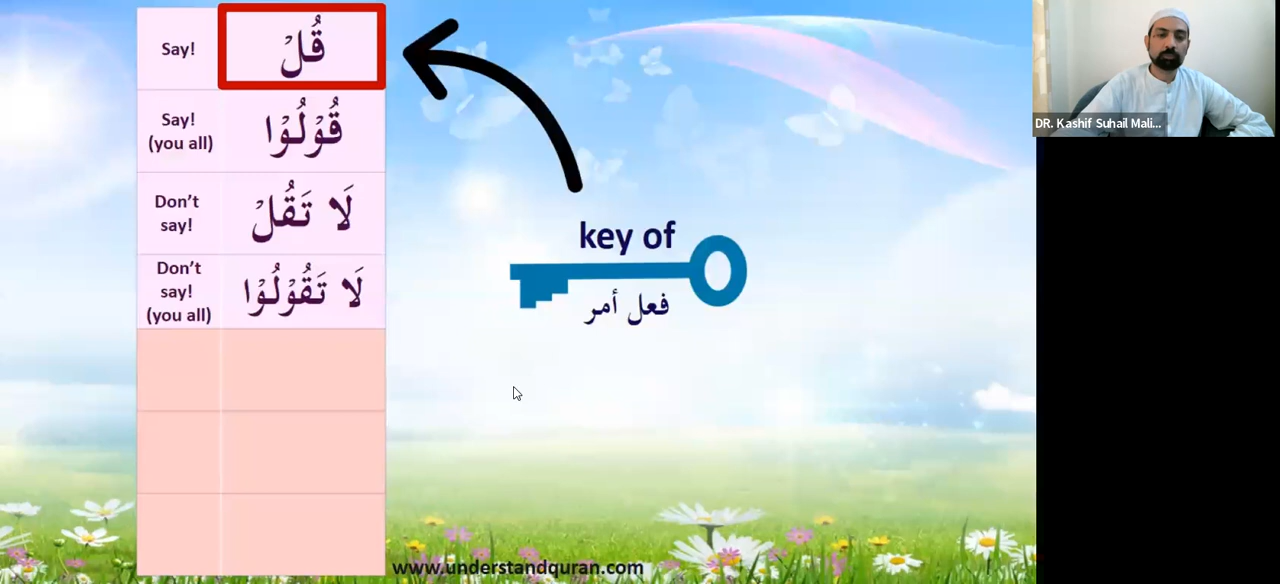 Say!
قُلْ
Say!
(you all)
قُوْلُوْا
Don't
say!
لَا تَقُلْ
Don't
say!
(you all)
لَا تَقُوْلُوْا
key of
فعل أمر
www.understandquran.com
DR. Kashif Suhail Mali...